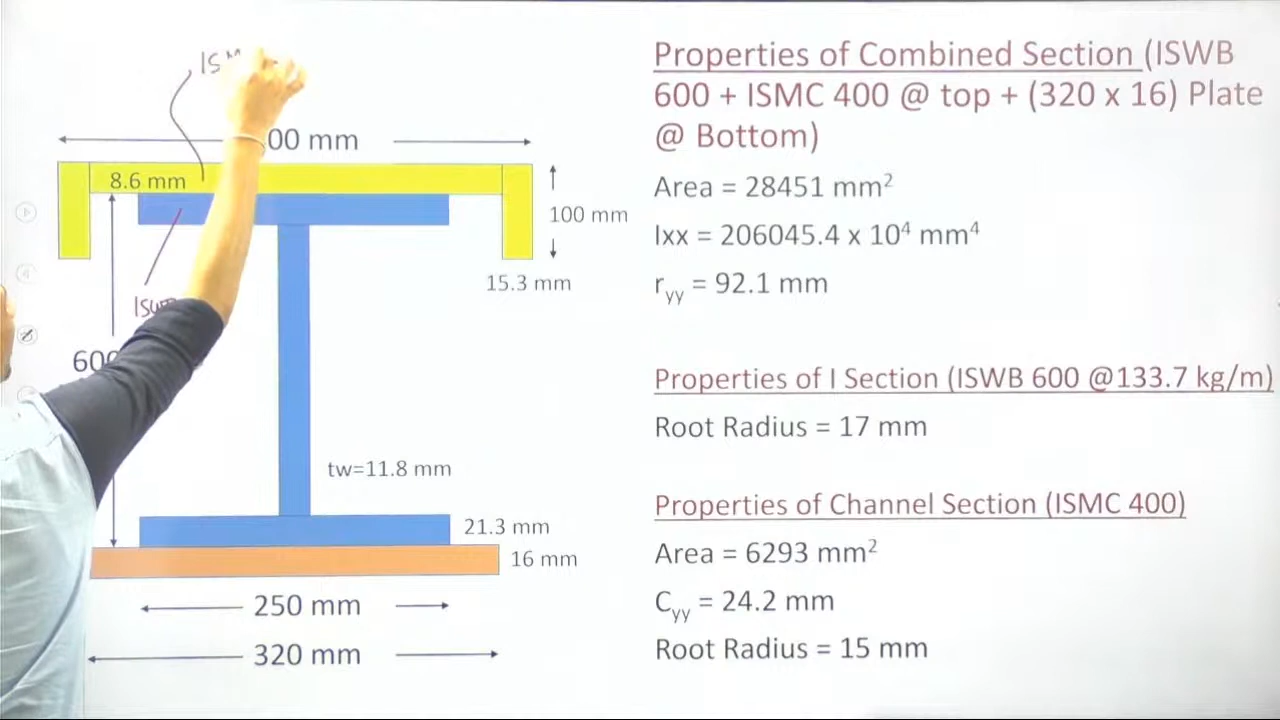 00 mm
8.6 mm
100 mm
15.3 mm
tw=11.8 mm
21.3 mm
16 mm
250 mm
320 mm
Properties of Combined Section (ISWB
600 + ISMC 400 @ top + (320 x 16) Plate
@ Bottom)
Area = 28451 mm²
Ixx = 206045.4 x 10⁴ mm⁴
ryy = 92.1 mm
Properties of I Section (ISWB 600 @133.7 kg/m)
Root Radius = 17 mm
Properties of Channel Section (ISMC 400)
Area = 6293 mm²
Cyy = 24.2 mm
Root Radius = 15 mm